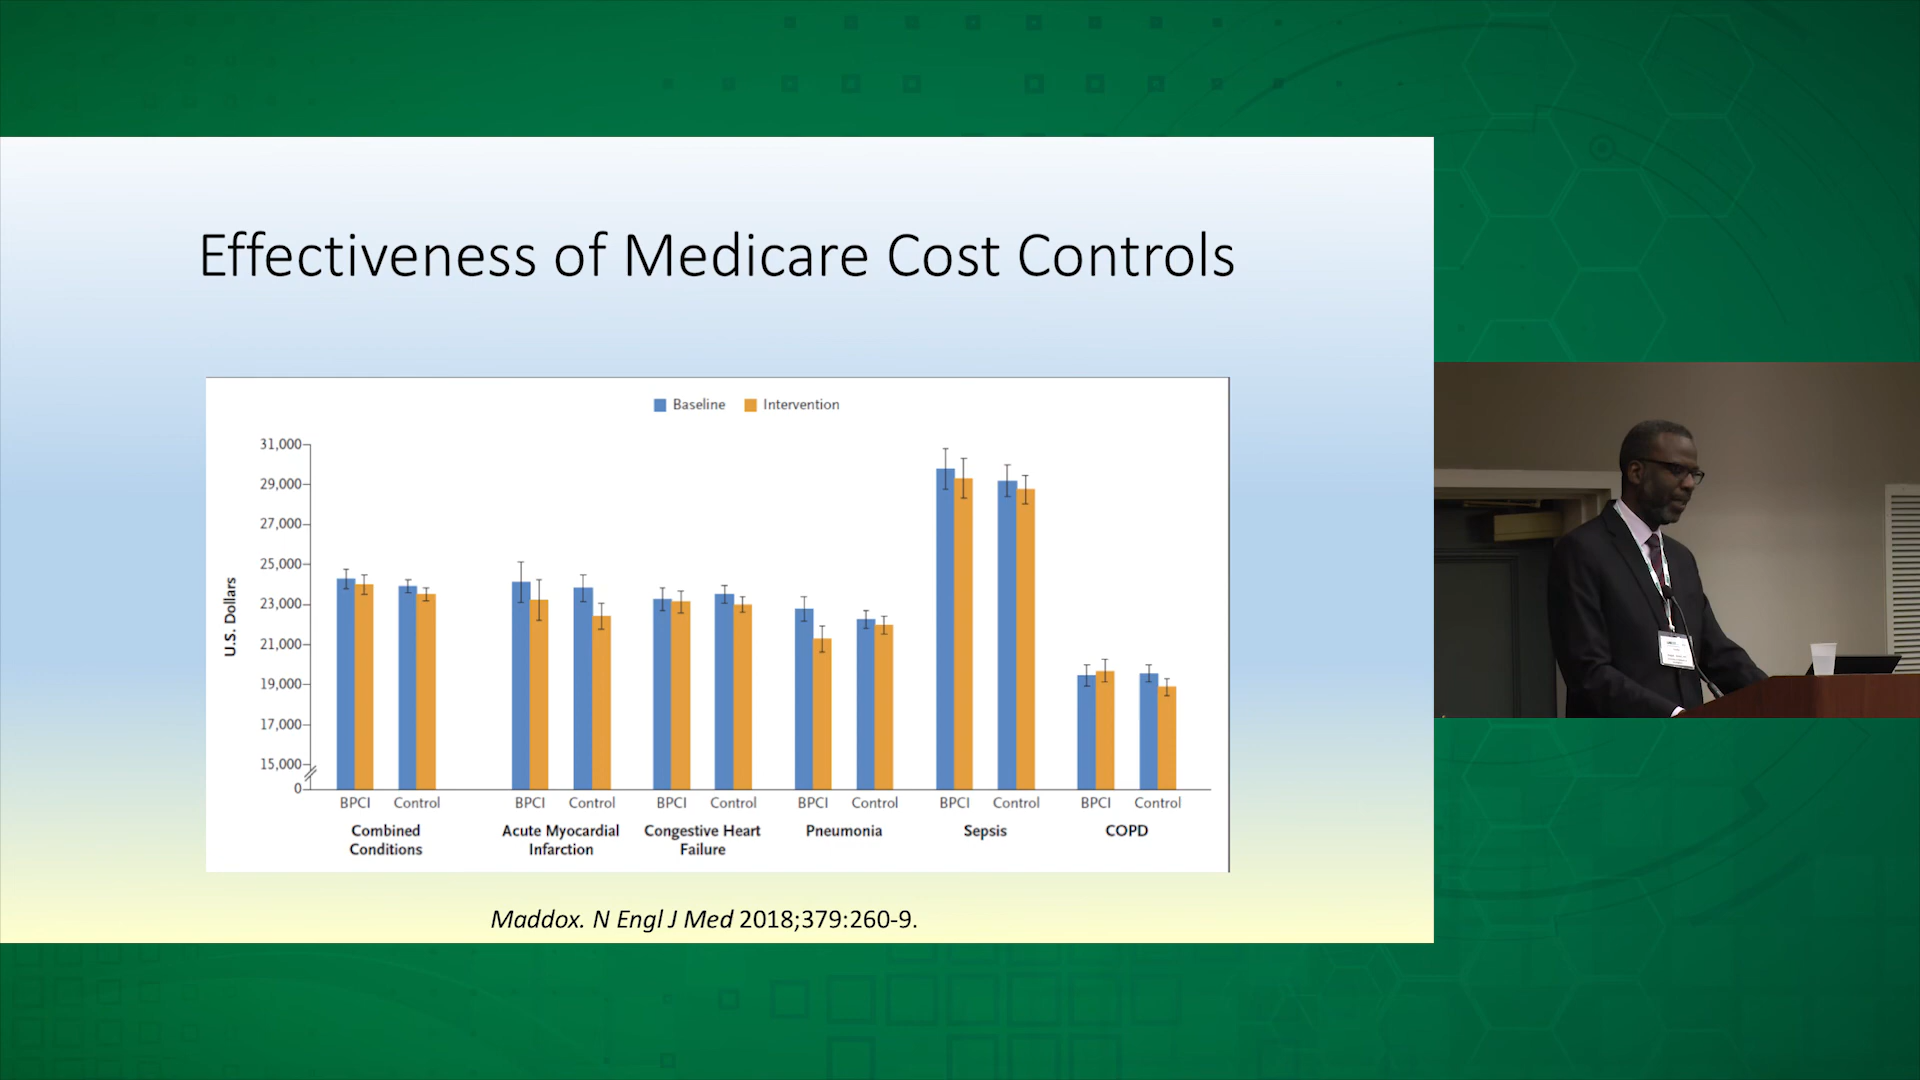 Effectiveness of Medicare Cost Controls
Baseline Intervention
31,000
29,000
27,000
25,000
23,000
21,000
19,000
17,000
15,000
0
U.S. Dollars
BPCI Control BPCI Control BPCI Control BPCI Control BPCI Control BPCI Control
Combined Conditions
Acute Myocardial Infarction
Congestive Heart Failure
Pneumonia
Sepsis
COPD
Maddox. N Engl J Med 2018;379:260-9.